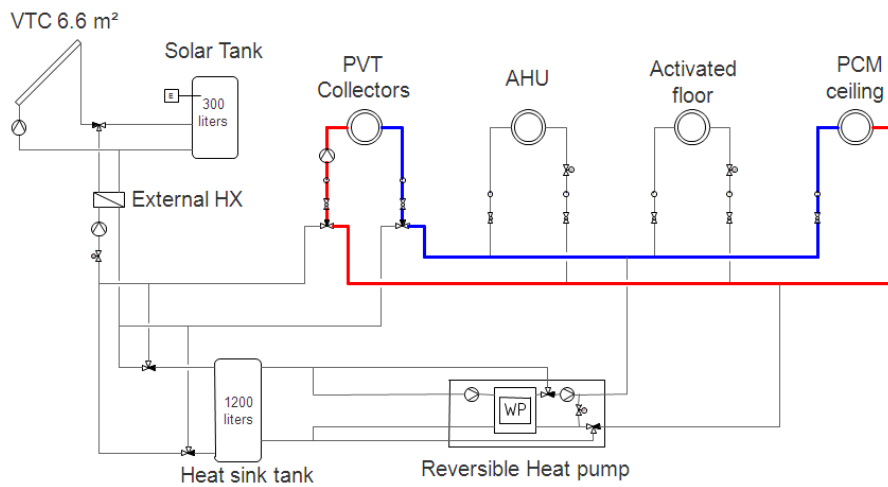 VTC 6.6 m²
Solar Tank
E
300
liters
External HX
PVT
Collectors
AHU
Activated
floor
PCM
ceiling
1200
liters
Heat sink tank
WP
Reversible Heat pump